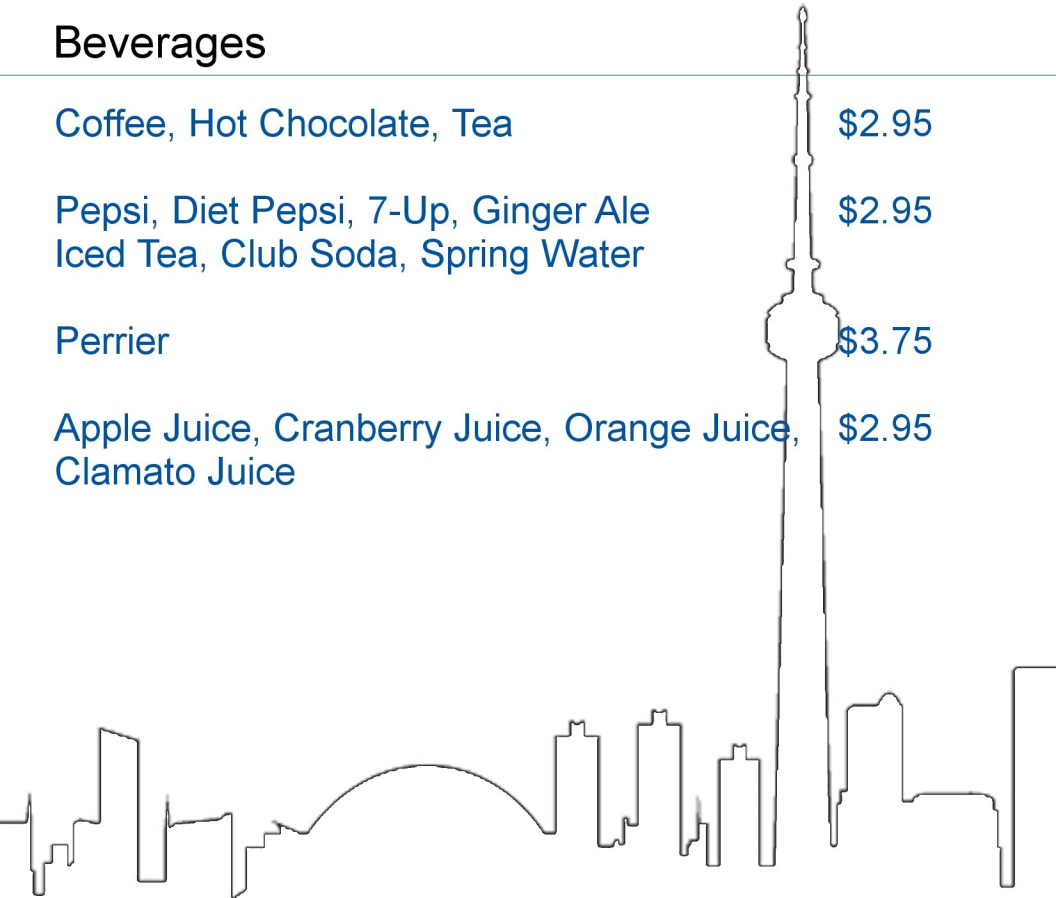 Beverages
Coffee, Hot Chocolate, Tea $2.95
Pepsi, Diet Pepsi, 7-Up, Ginger Ale $2.95
Iced Tea, Club Soda, Spring Water
Perrier $3.75
Apple Juice, Cranberry Juice, Orange Juice, $2.95
Clamato Juice